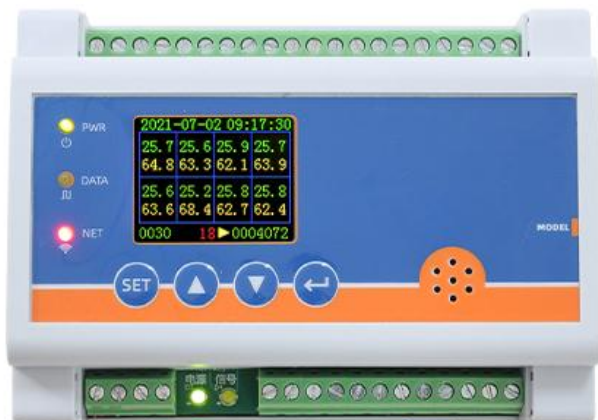 PWR
DATA
NET
2021-07-02 09:17:30
25.7 25.6 25.9 25.7
64.8 63.3 62.1 63.9
25.6 25.2 25.8 25.8
63.6 68.4 62.7 62.4
0030 18▶0004072
MODEL
SET
电源 信号